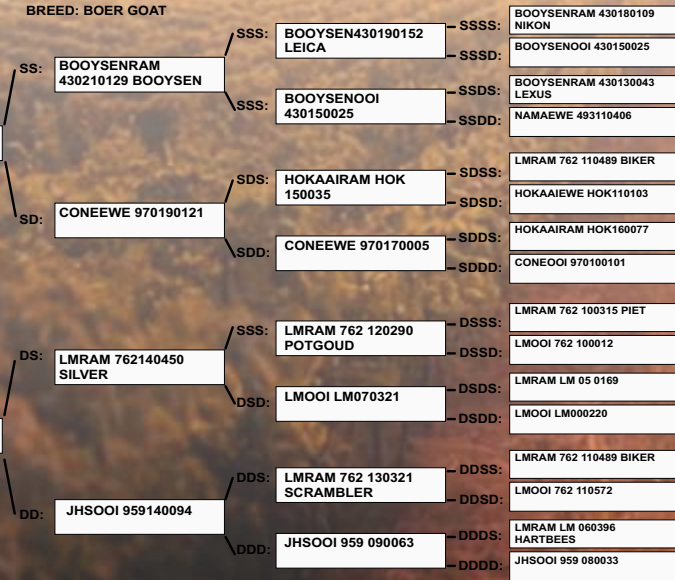 BREED: BOER GOAT
SS:
BOOYSENRAM
430210129 BOOYSEN
SD:
CONEEWE 970190121
DS:
LMRAM 762140450
SILVER
DD:
JHSOOI 959140094
SSS:
BOOYSEN430190152
LEICA
SSS:
BOOYSENOOI
430150025
SDS:
HOKAAIRAM HOK
150035
SDD:
CONEEWE 970170005
SSS:
LMRAM 762 120290
POTGOUD
DSD:
LMOOI LM070321
DDS:
LMRAM 762 130321
SCRAMBLER
DDD:
JHSOOI 959 090063
SSSS:
BOOYSENRAM 430180109
NIKON
SSSD:
BOOYSENOOI 430150025
SSDS:
BOOYSENRAM 430130043
LEXUS
SSDD:
NAMAEWE 493110406
SDSS:
LMRAM 762 110489 BIKER
SDSD:
HOKAAIEWE HOK110103
SDDS:
HOKAAIRAM HOK160077
SDDD:
CONEOOI 970100101
DSSS:
LMRAM 762 100315 PIET
DSSD:
LMOOI 762 100012
DSDS:
LMRAM LM 05 0169
DSDD:
LMOOI LM000220
DDSS:
LMRAM 762 110489 BIKER
DDSD:
LMOOI 762 110572
DDDS:
LMRAM LM 060396
HARTBEES
DDDD:
JHSOOI 959 080033